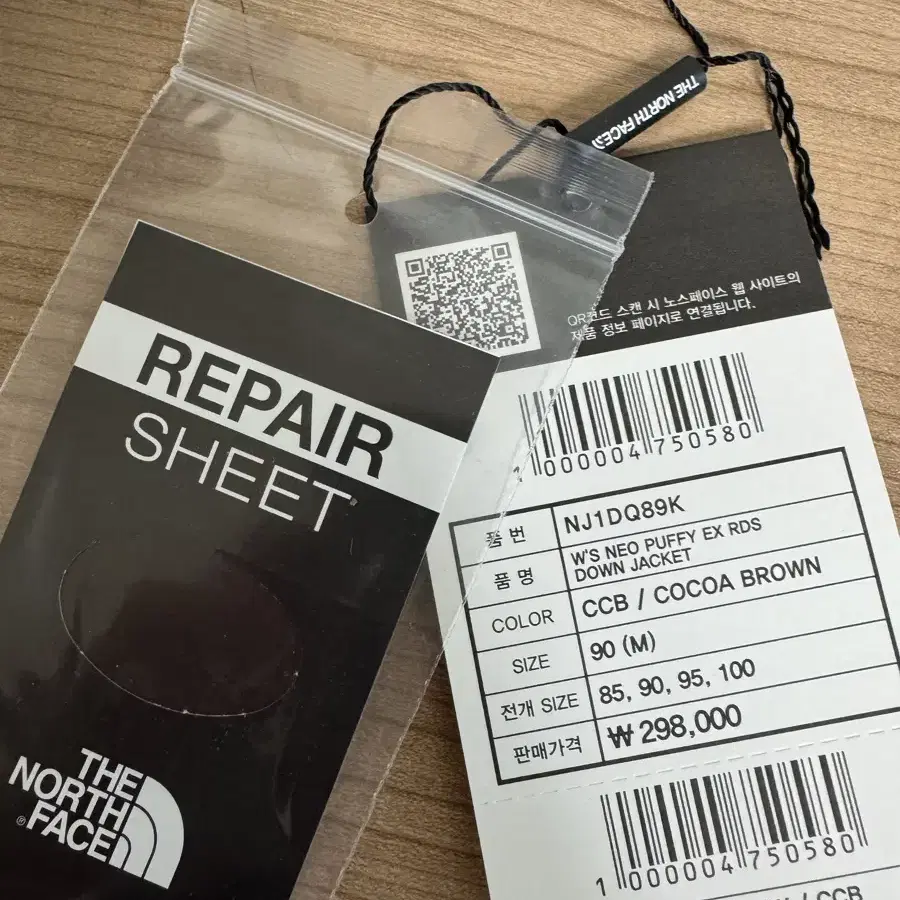 THE NORTH FACE
QR코드 스캔 시 노스페이스 웹 사이트의
제품 정보 페이지로 연결됩니다.
REPAIR
SHEET
1 000004 750580
품 번 NJ1DQ89K
품 명 W'S NEO PUFFY EX RDS
DOWN JACKET
COLOR CCB / COCOA BROWN
SIZE 90 (M)
전개 SIZE 85, 90, 95, 100
판매가격 ₩ 298,000
THE
NORTH
FACE
®
1 000004 750580
/ CCB